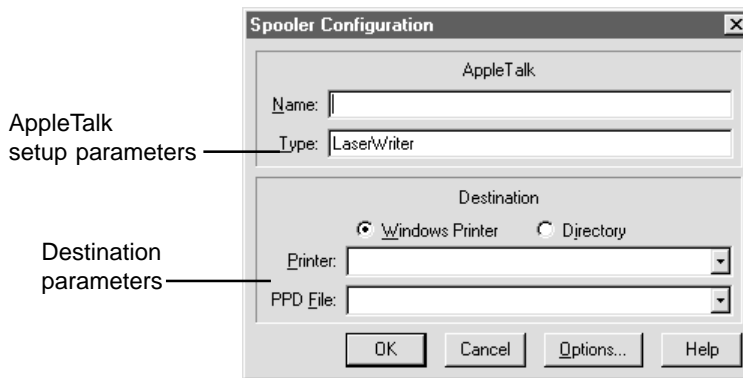 Spooler Configuration
AppleTalk
Name:
Type: LaserWriter
AppleTalk
setup parameters
Destination
Windows Printer Directory
Destination
parameters
Printer:
PPD File:
OK Cancel Options... Help